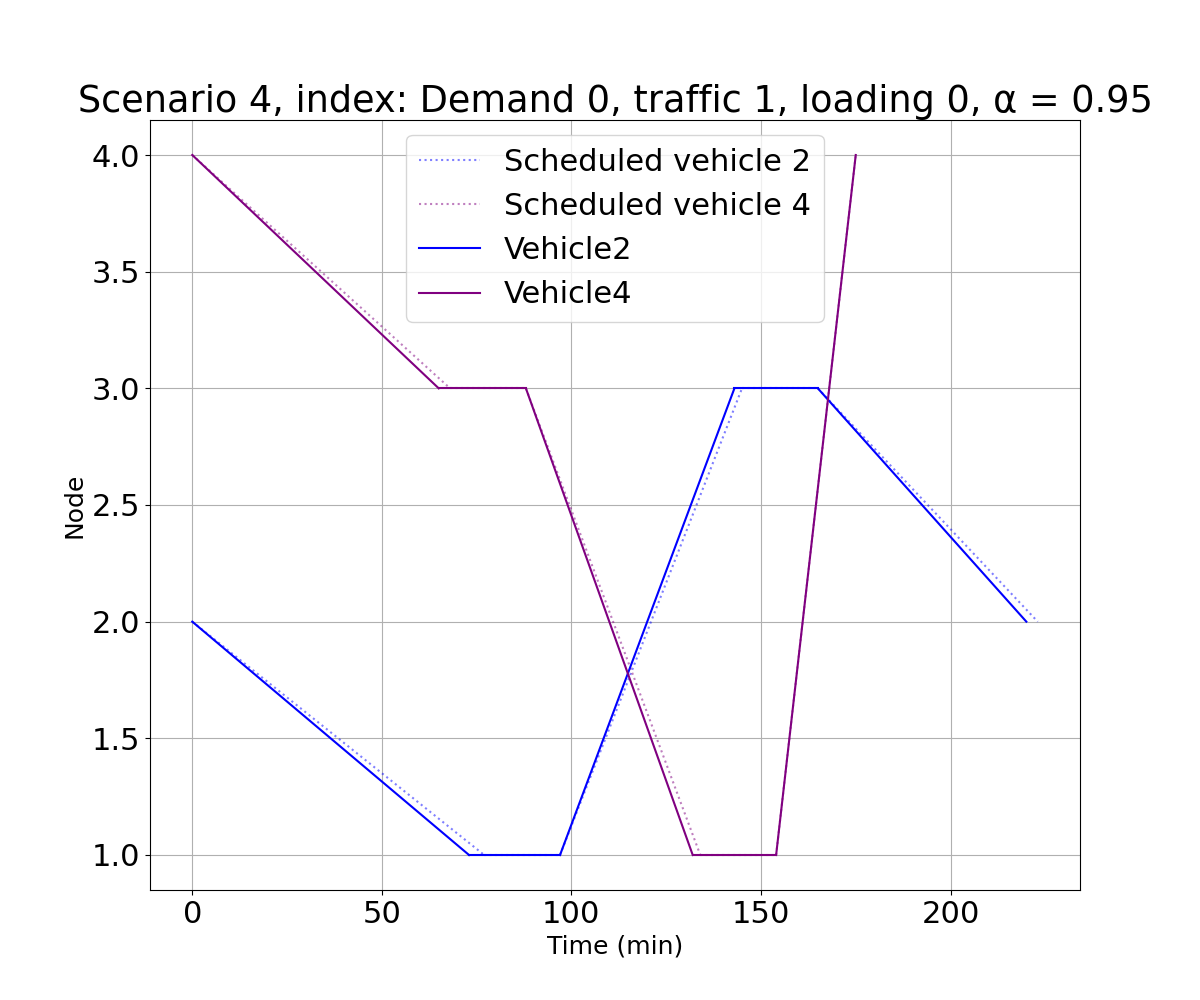 Scenario 4, index: Demand 0, traffic 1, loading 0, α = 0.95
Scheduled vehicle 2
Scheduled vehicle 4
Vehicle2
Vehicle4
4.0
3.5
3.0
2.5
2.0
1.5
1.0
Node
0
50
100
150
200
Time (min)